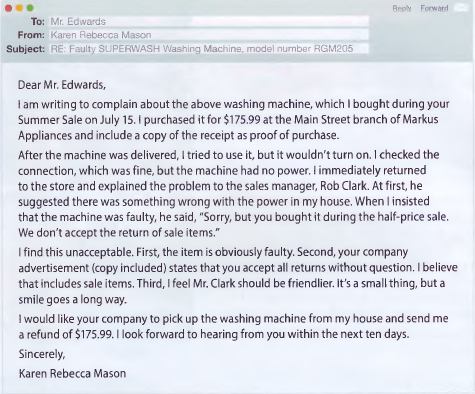 Reply Forward
To: Mr. Edwards
From: Karen Rebecca Mason
Subject: RE: Faulty SUPERWASH Washing Machine, model number RGM205
Dear Mr. Edwards,
I am writing to complain about the above washing machine, which I bought during your
Summer Sale on July 15. I purchased it for $175.99 at the Main Street branch of Markus
Appliances and include a copy of the receipt as proof of purchase.
After the machine was delivered, I tried to use it, but it wouldn't turn on. I checked the
connection, which was fine, but the machine had no power. I immediately returned
to the store and explained the problem to the sales manager, Rob Clark. At first, he
suggested there was something wrong with the power in my house. When I insisted
that the machine was faulty, he said, "Sorry, but you bought it during the half-price sale.
We don't accept the return of sale items."
I find this unacceptable. First, the item is obviously faulty. Second, your company
advertisement (copy included) states that you accept all returns without question. I believe
that includes sale items. Third, I feel Mr. Clark should be friendlier. It's a small thing, but a
smile goes a long way.
I would like your company to pick up the washing machine from my house and send me
a refund of $175.99. I look forward to hearing from you within the next ten days.
Sincerely,
Karen Rebecca Mason